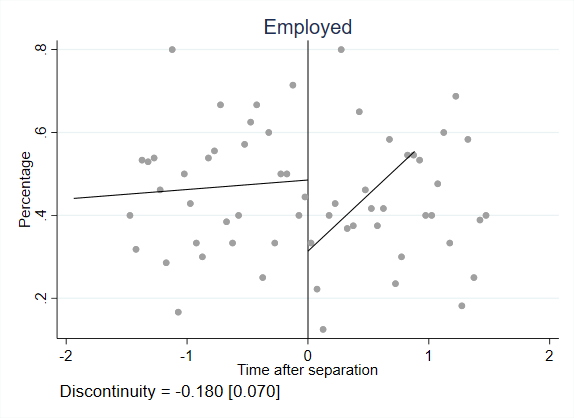 Employed
Percentage
.8
.6
.4
.2
-2 -1 0 1 2
Time after separation
Discontinuity = -0.180 [0.070]